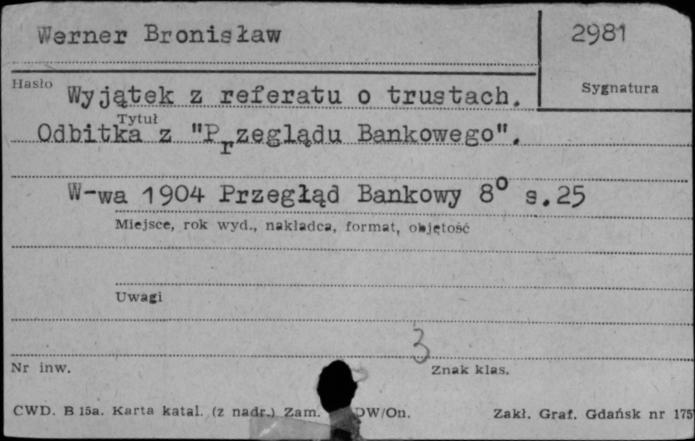 Werner Bronisław
2981
Hasło
Sygnatura
Wyjątek z referatu o trustach.
Tytuł
Odbitka z "Przeglądu Bankowego".
W-wa 1904 Przegłąd Bankowy 8° s.25
Miejsce, rok wyd., nakładca, format, objętość
Uwagi
3
Nr inw.
Znak klas.
CWD. B 15a. Karta katal. (z nadr.) Zam. DW/On.
Zakł. Graf. Gdańsk nr 175